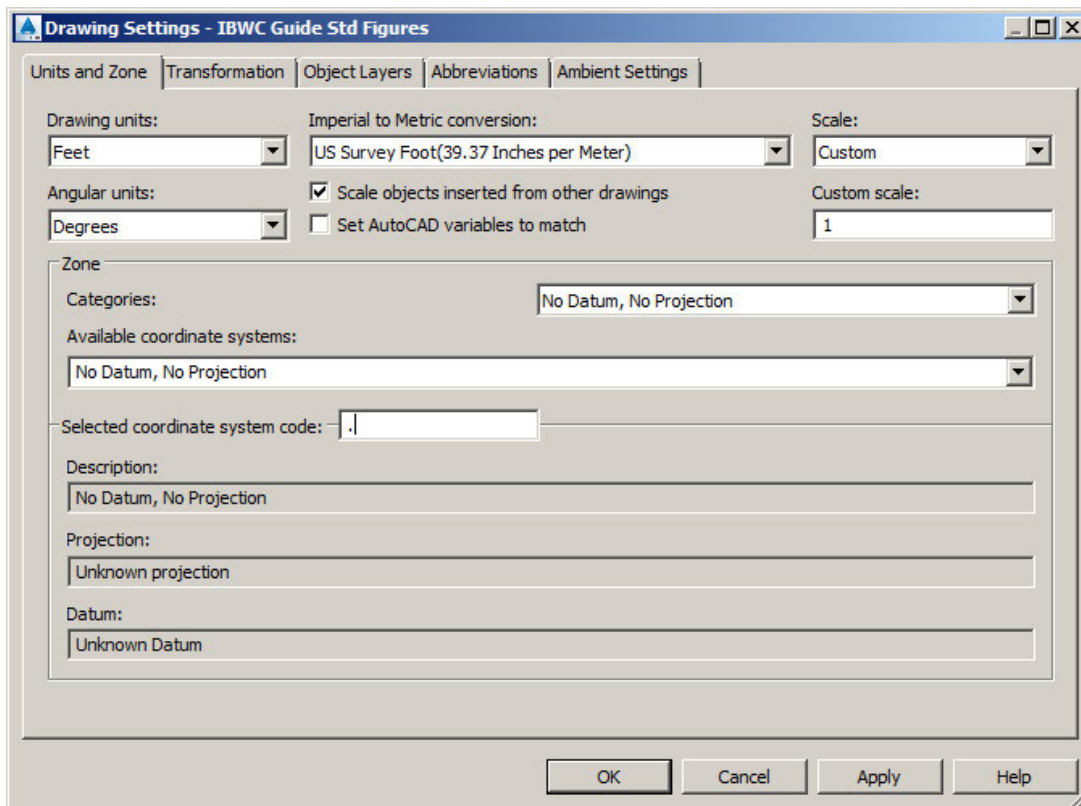 Drawing Settings - IBWC Guide Std Figures
Units and Zone Transformation Object Layers Abbreviations Ambient Settings
Drawing units: Imperial to Metric conversion: Scale:
Feet US Survey Foot(39.37 Inches per Meter) Custom
Angular units: Scale objects inserted from other drawings Custom scale:
Degrees Set AutoCAD variables to match 1
Zone
Categories: No Datum, No Projection
Available coordinate systems:
No Datum, No Projection
Selected coordinate system code: .
Description:
No Datum, No Projection
Projection:
Unknown projection
Datum:
Unknown Datum
OK Cancel Apply Help